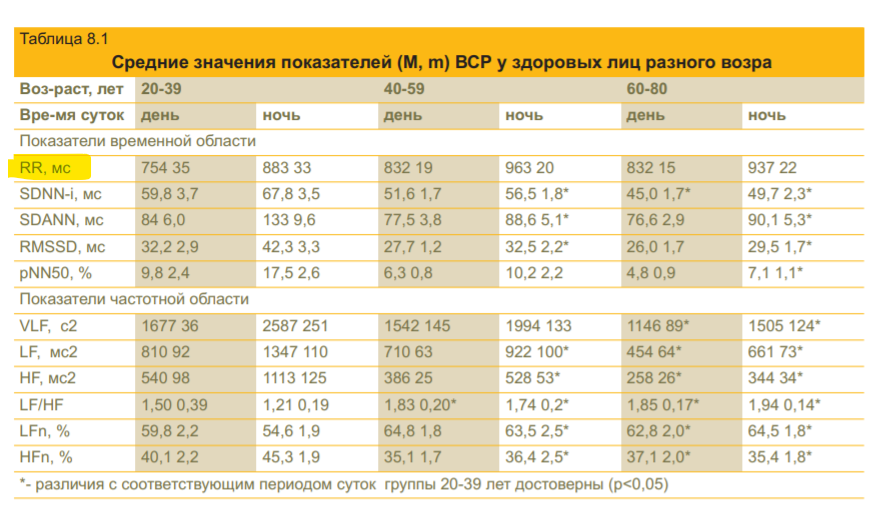 Таблица 8.1
Средние значения показателей (M, m) ВСР у здоровых лиц разного возра
Воз-раст, лет 20-39 40-59 60-80
Вре-мя суток день ночь день ночь день ночь
Показатели временной области
RR, мс 754 35 883 33 832 19 963 20 832 15 937 22
SDNN-i, мс 59,8 3,7 67,8 3,5 51,6 1,7 56,5 1,8* 45,0 1,7* 49,7 2,3*
SDANN, мс 84 6,0 133 9,6 77,5 3,8 88,6 5,1* 76,6 2,9 90,1 5,3*
RMSSD, мс 32,2 2,9 42,3 3,3 27,7 1,2 32,5 2,2* 26,0 1,7 29,5 1,7*
pNN50, % 9,8 2,4 17,5 2,6 6,3 0,8 10,2 2,2 4,8 0,9 7,1 1,1*
Показатели частотной области
VLF, с2 1677 36 2587 251 1542 145 1994 133 1146 89* 1505 124*
LF, мс2 810 92 1347 110 710 63 922 100* 454 64* 661 73*
HF, мс2 540 98 1113 125 386 25 528 53* 258 26* 344 34*
LF/HF 1,50 0,39 1,21 0,19 1,83 0,20* 1,74 0,2* 1,85 0,17* 1,94 0,14*
LFn, % 59,8 2,2 54,6 1,9 64,8 1,8 63,5 2,5* 62,8 2,0* 64,5 1,8*
HFn, % 40,1 2,2 45,3 1,9 35,1 1,7 36,4 2,5* 37,1 2,0* 35,4 1,8*
*- различия с соответствующим периодом суток группы 20-39 лет достоверны (p<0,05)